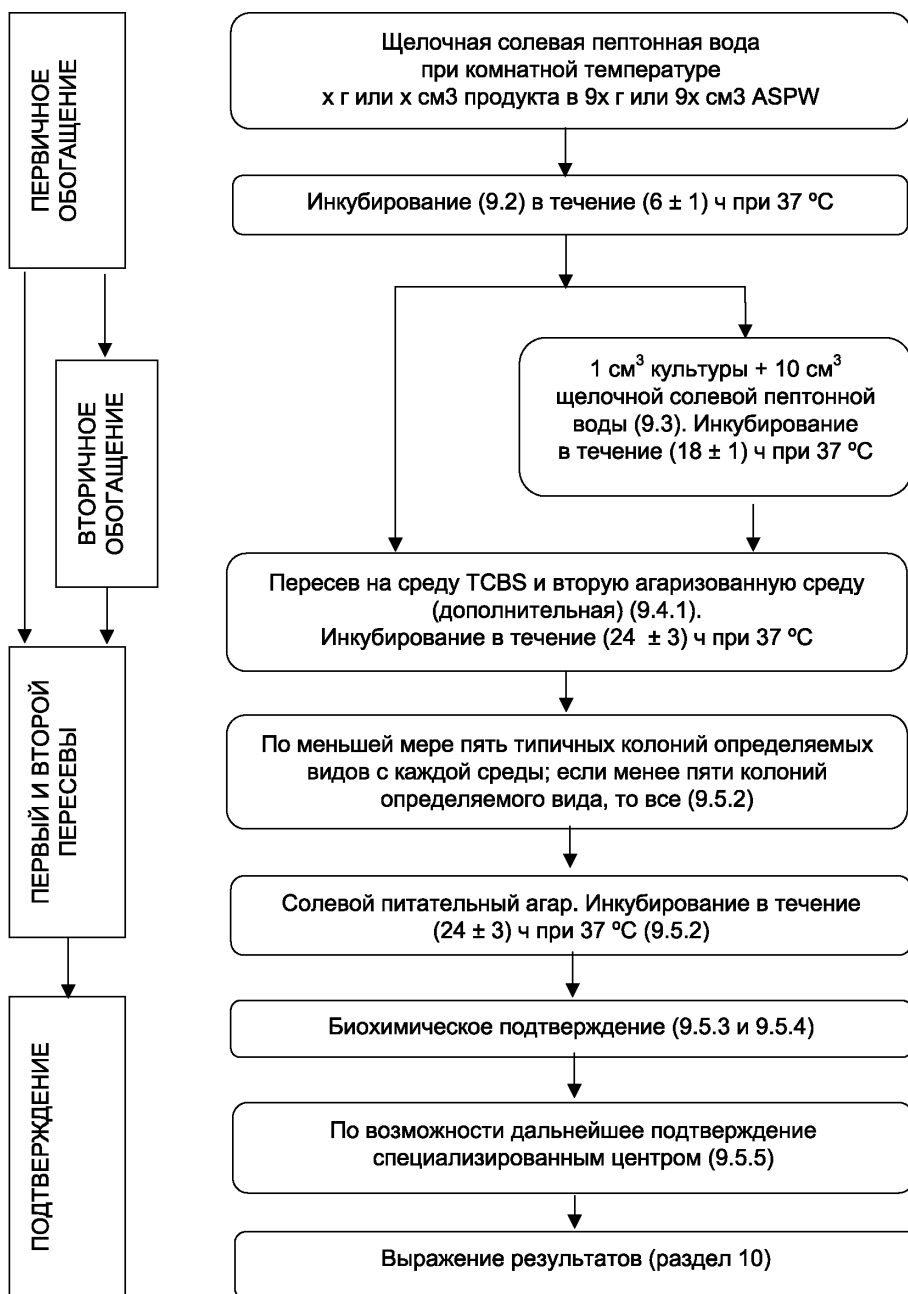 ПЕРВИЧНОЕ
ОБОГАЩЕНИЕ
Щелочная солевая пептонная вода
при комнатной температуре
х г или х см3 продукта в 9х г или 9х см3 ASPW
Инкубирование (9.2) в течение (6 ± 1) ч при 37 ºС
ВТОРИЧНОЕ
ОБОГАЩЕНИЕ
1 см³ культуры + 10 см³
щелочной солевой пептонной
воды (9.3). Инкубирование
в течение (18 ± 1) ч при 37 ºС
ПЕРВЫЙ И ВТОРОЙ
ПЕРЕСЕВЫ
Пересев на среду TCBS и вторую агаризованную среду
(дополнительная) (9.4.1).
Инкубирование в течение (24 ± 3) ч при 37 ºС
По меньшей мере пять типичных колоний определяемых
видов с каждой среды; если менее пяти колоний
определяемого вида, то все (9.5.2)
Солевой питательный агар. Инкубирование в течение
(24 ± 3) ч при 37 ºС (9.5.2)
ПОДТВЕРЖДЕНИЕ
Биохимическое подтверждение (9.5.3 и 9.5.4)
По возможности дальнейшее подтверждение
специализированным центром (9.5.5)
Выражение результатов (раздел 10)